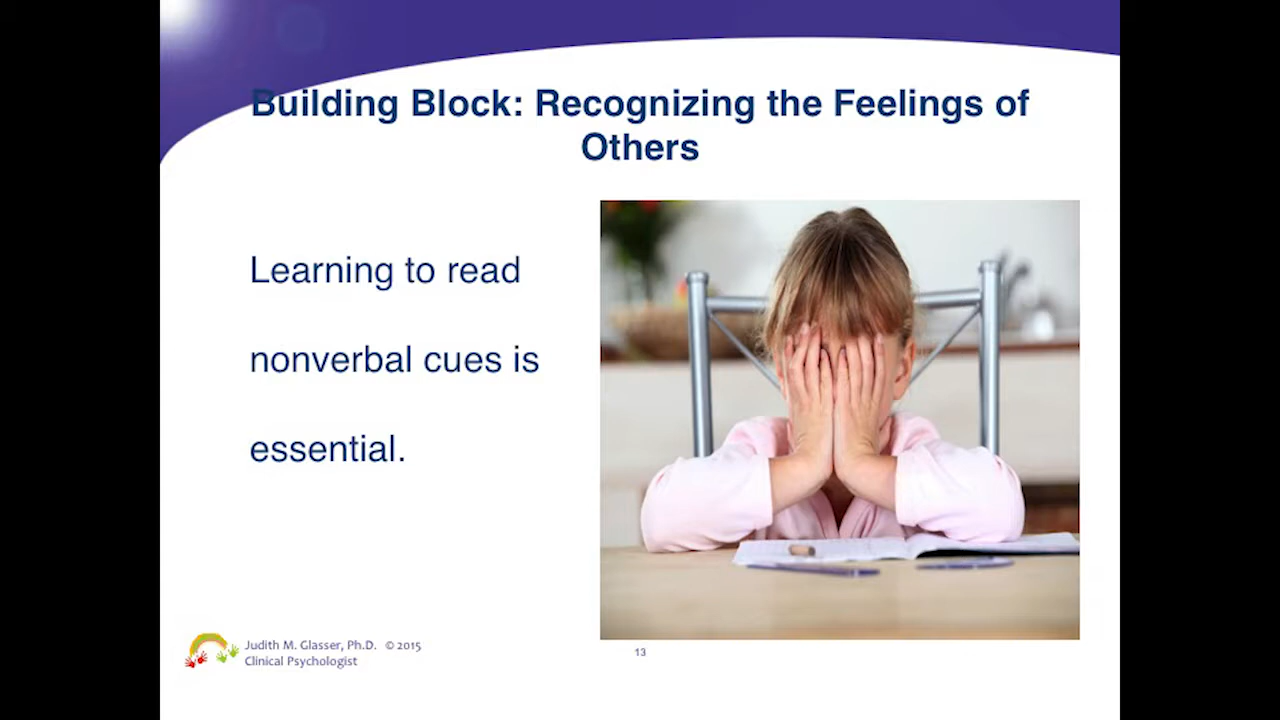 Building Block: Recognizing the Feelings of
Others
Learning to read
nonverbal cues is
essential.
Judith M. Glasser, Ph.D. © 2015
Clinical Psychologist
13